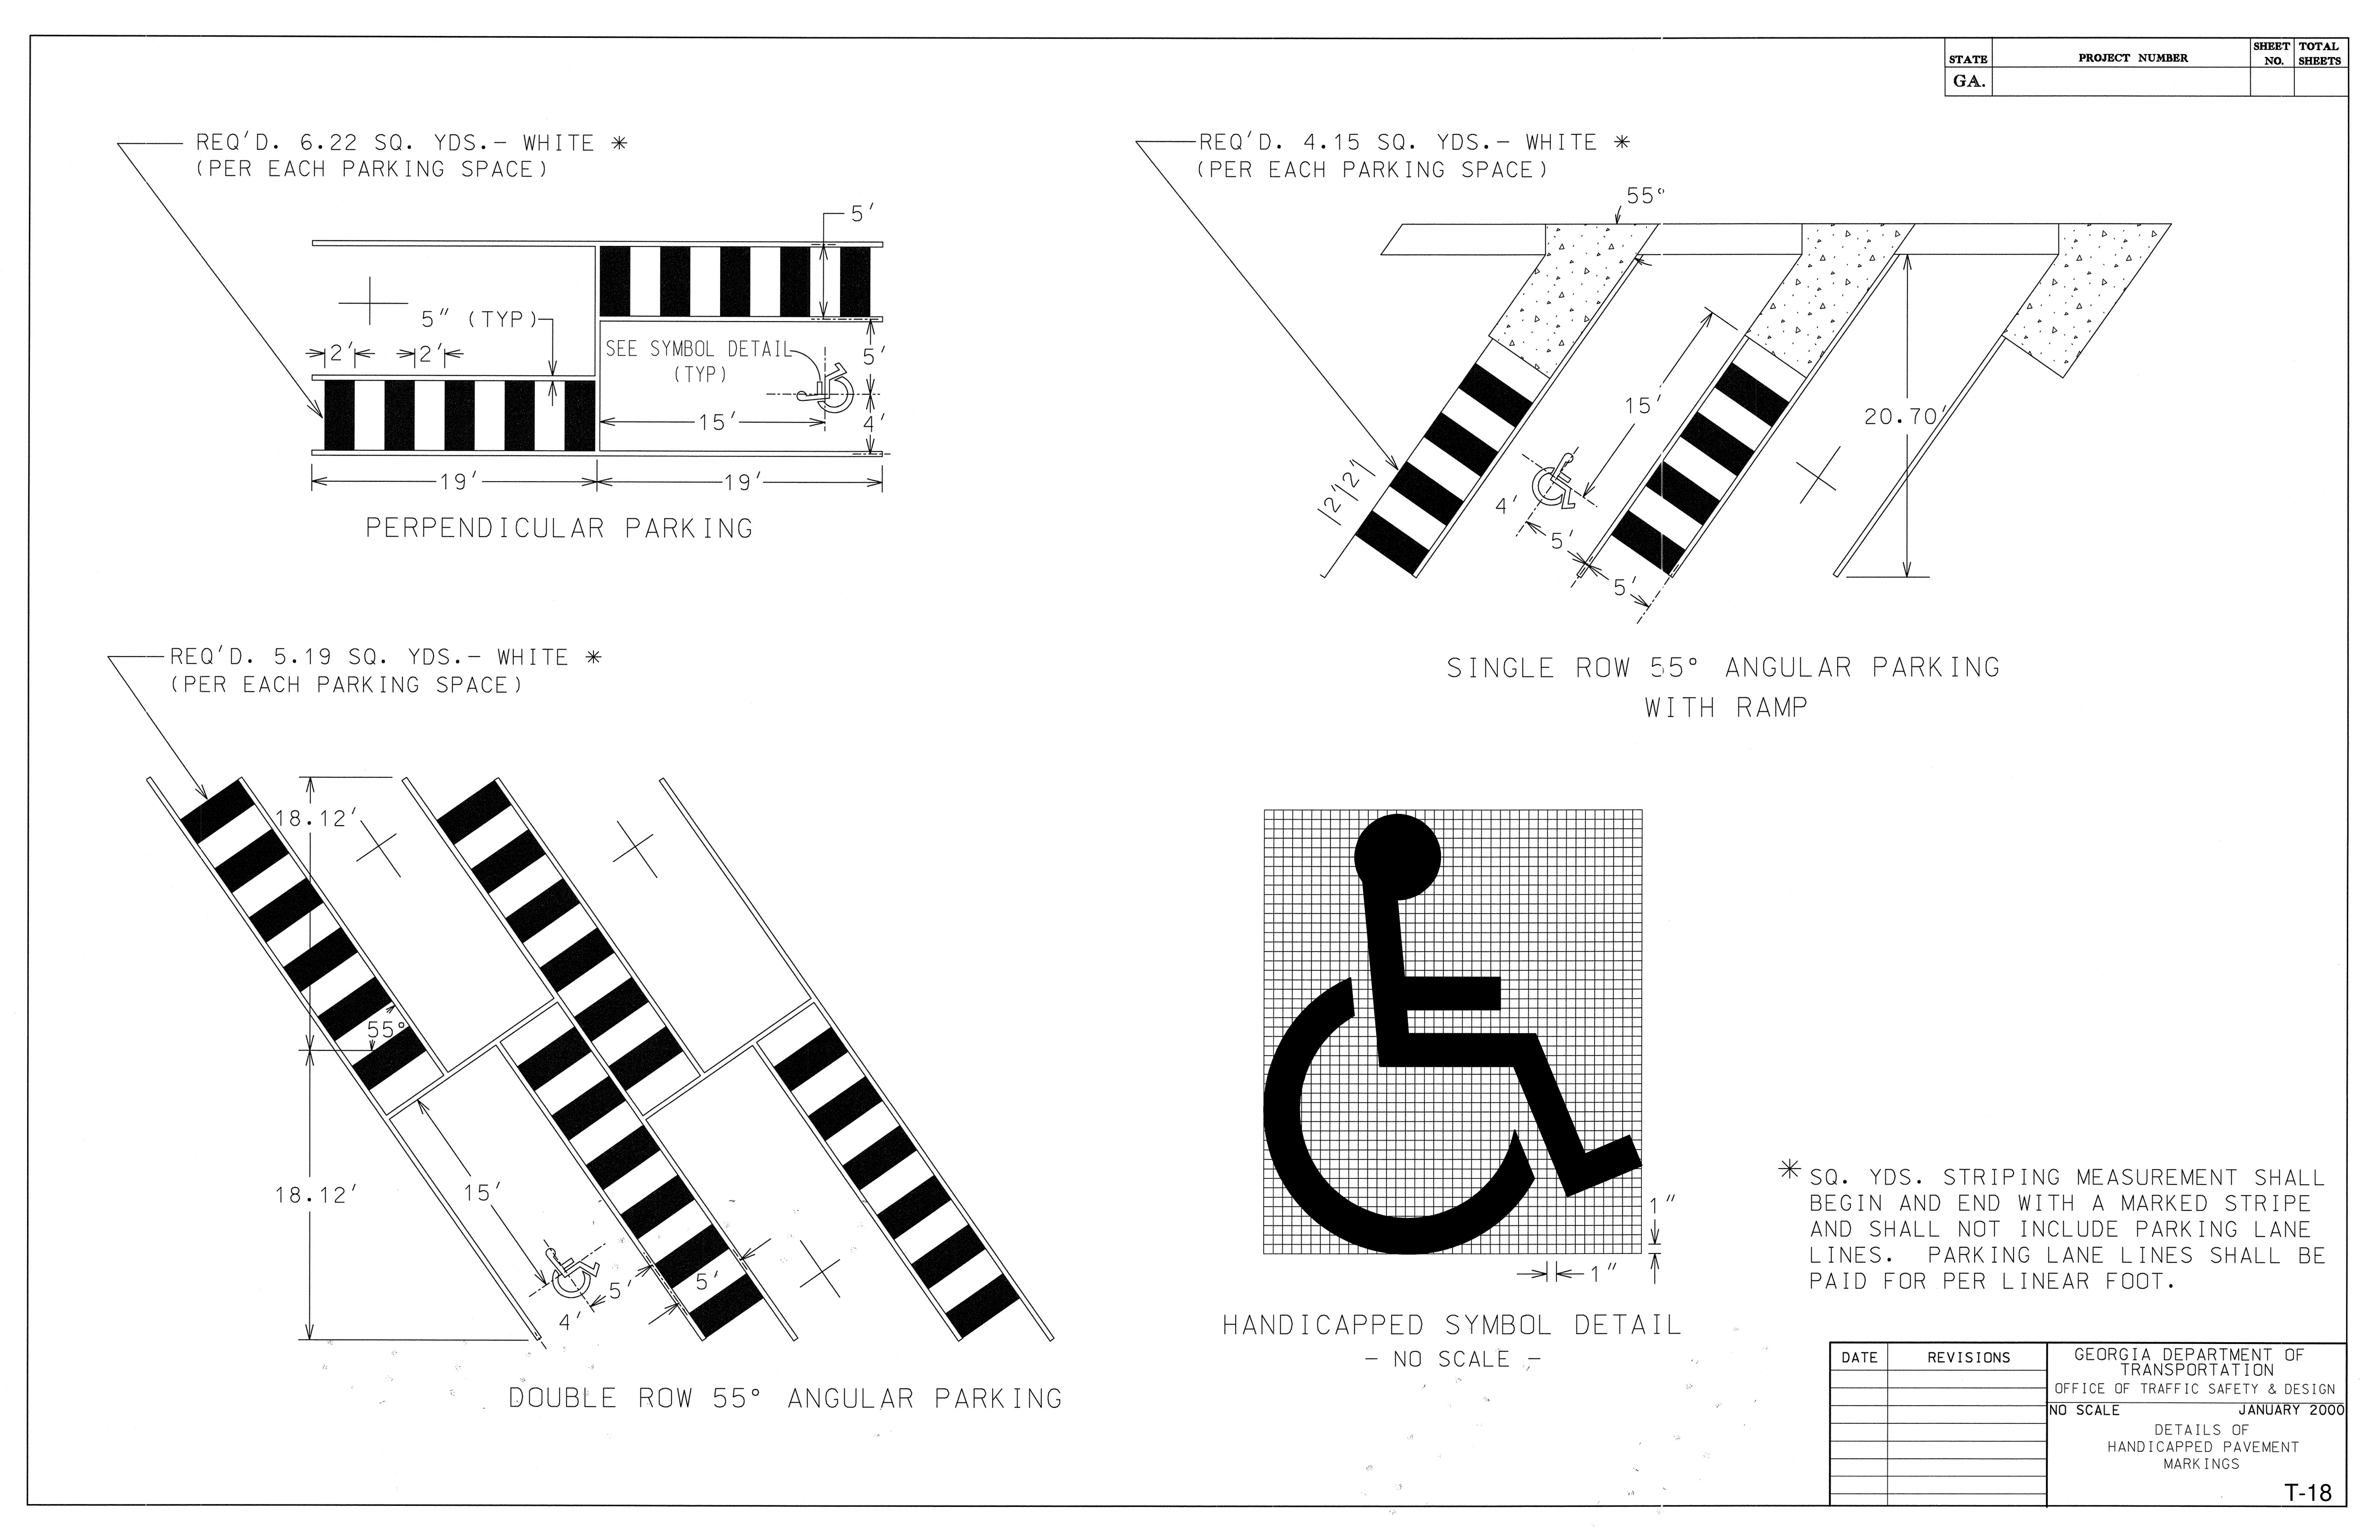 STATE
PROJECT NUMBER
SHEET NO.
TOTAL SHEETS
GA.
REQ'D. 6.22 SQ. YDS.- WHITE *
(PER EACH PARKING SPACE)
5'
5" (TYP)
2'
2'
SEE SYMBOL DETAIL
(TYP)
5'
15'
4'
19'
19'
PERPENDICULAR PARKING
REQ'D. 4.15 SQ. YDS.- WHITE *
(PER EACH PARKING SPACE)
55°
15'
20.70'
2'
2'
4'
5'
5'
SINGLE ROW 55° ANGULAR PARKING
WITH RAMP
REQ'D. 5.19 SQ. YDS.- WHITE *
(PER EACH PARKING SPACE)
18.12'
55°
18.12'
15'
5'
5'
4'
DOUBLE ROW 55° ANGULAR PARKING
1"
1"
HANDICAPPED SYMBOL DETAIL
- NO SCALE -
* SQ. YDS. STRIPING MEASUREMENT SHALL
BEGIN AND END WITH A MARKED STRIPE
AND SHALL NOT INCLUDE PARKING LANE
LINES. PARKING LANE LINES SHALL BE
PAID FOR PER LINEAR FOOT.
DATE
REVISIONS
GEORGIA DEPARTMENT OF
TRANSPORTATION
OFFICE OF TRAFFIC SAFETY & DESIGN
NO SCALE JANUARY 2000
DETAILS OF
HANDICAPPED PAVEMENT
MARKINGS
T-18